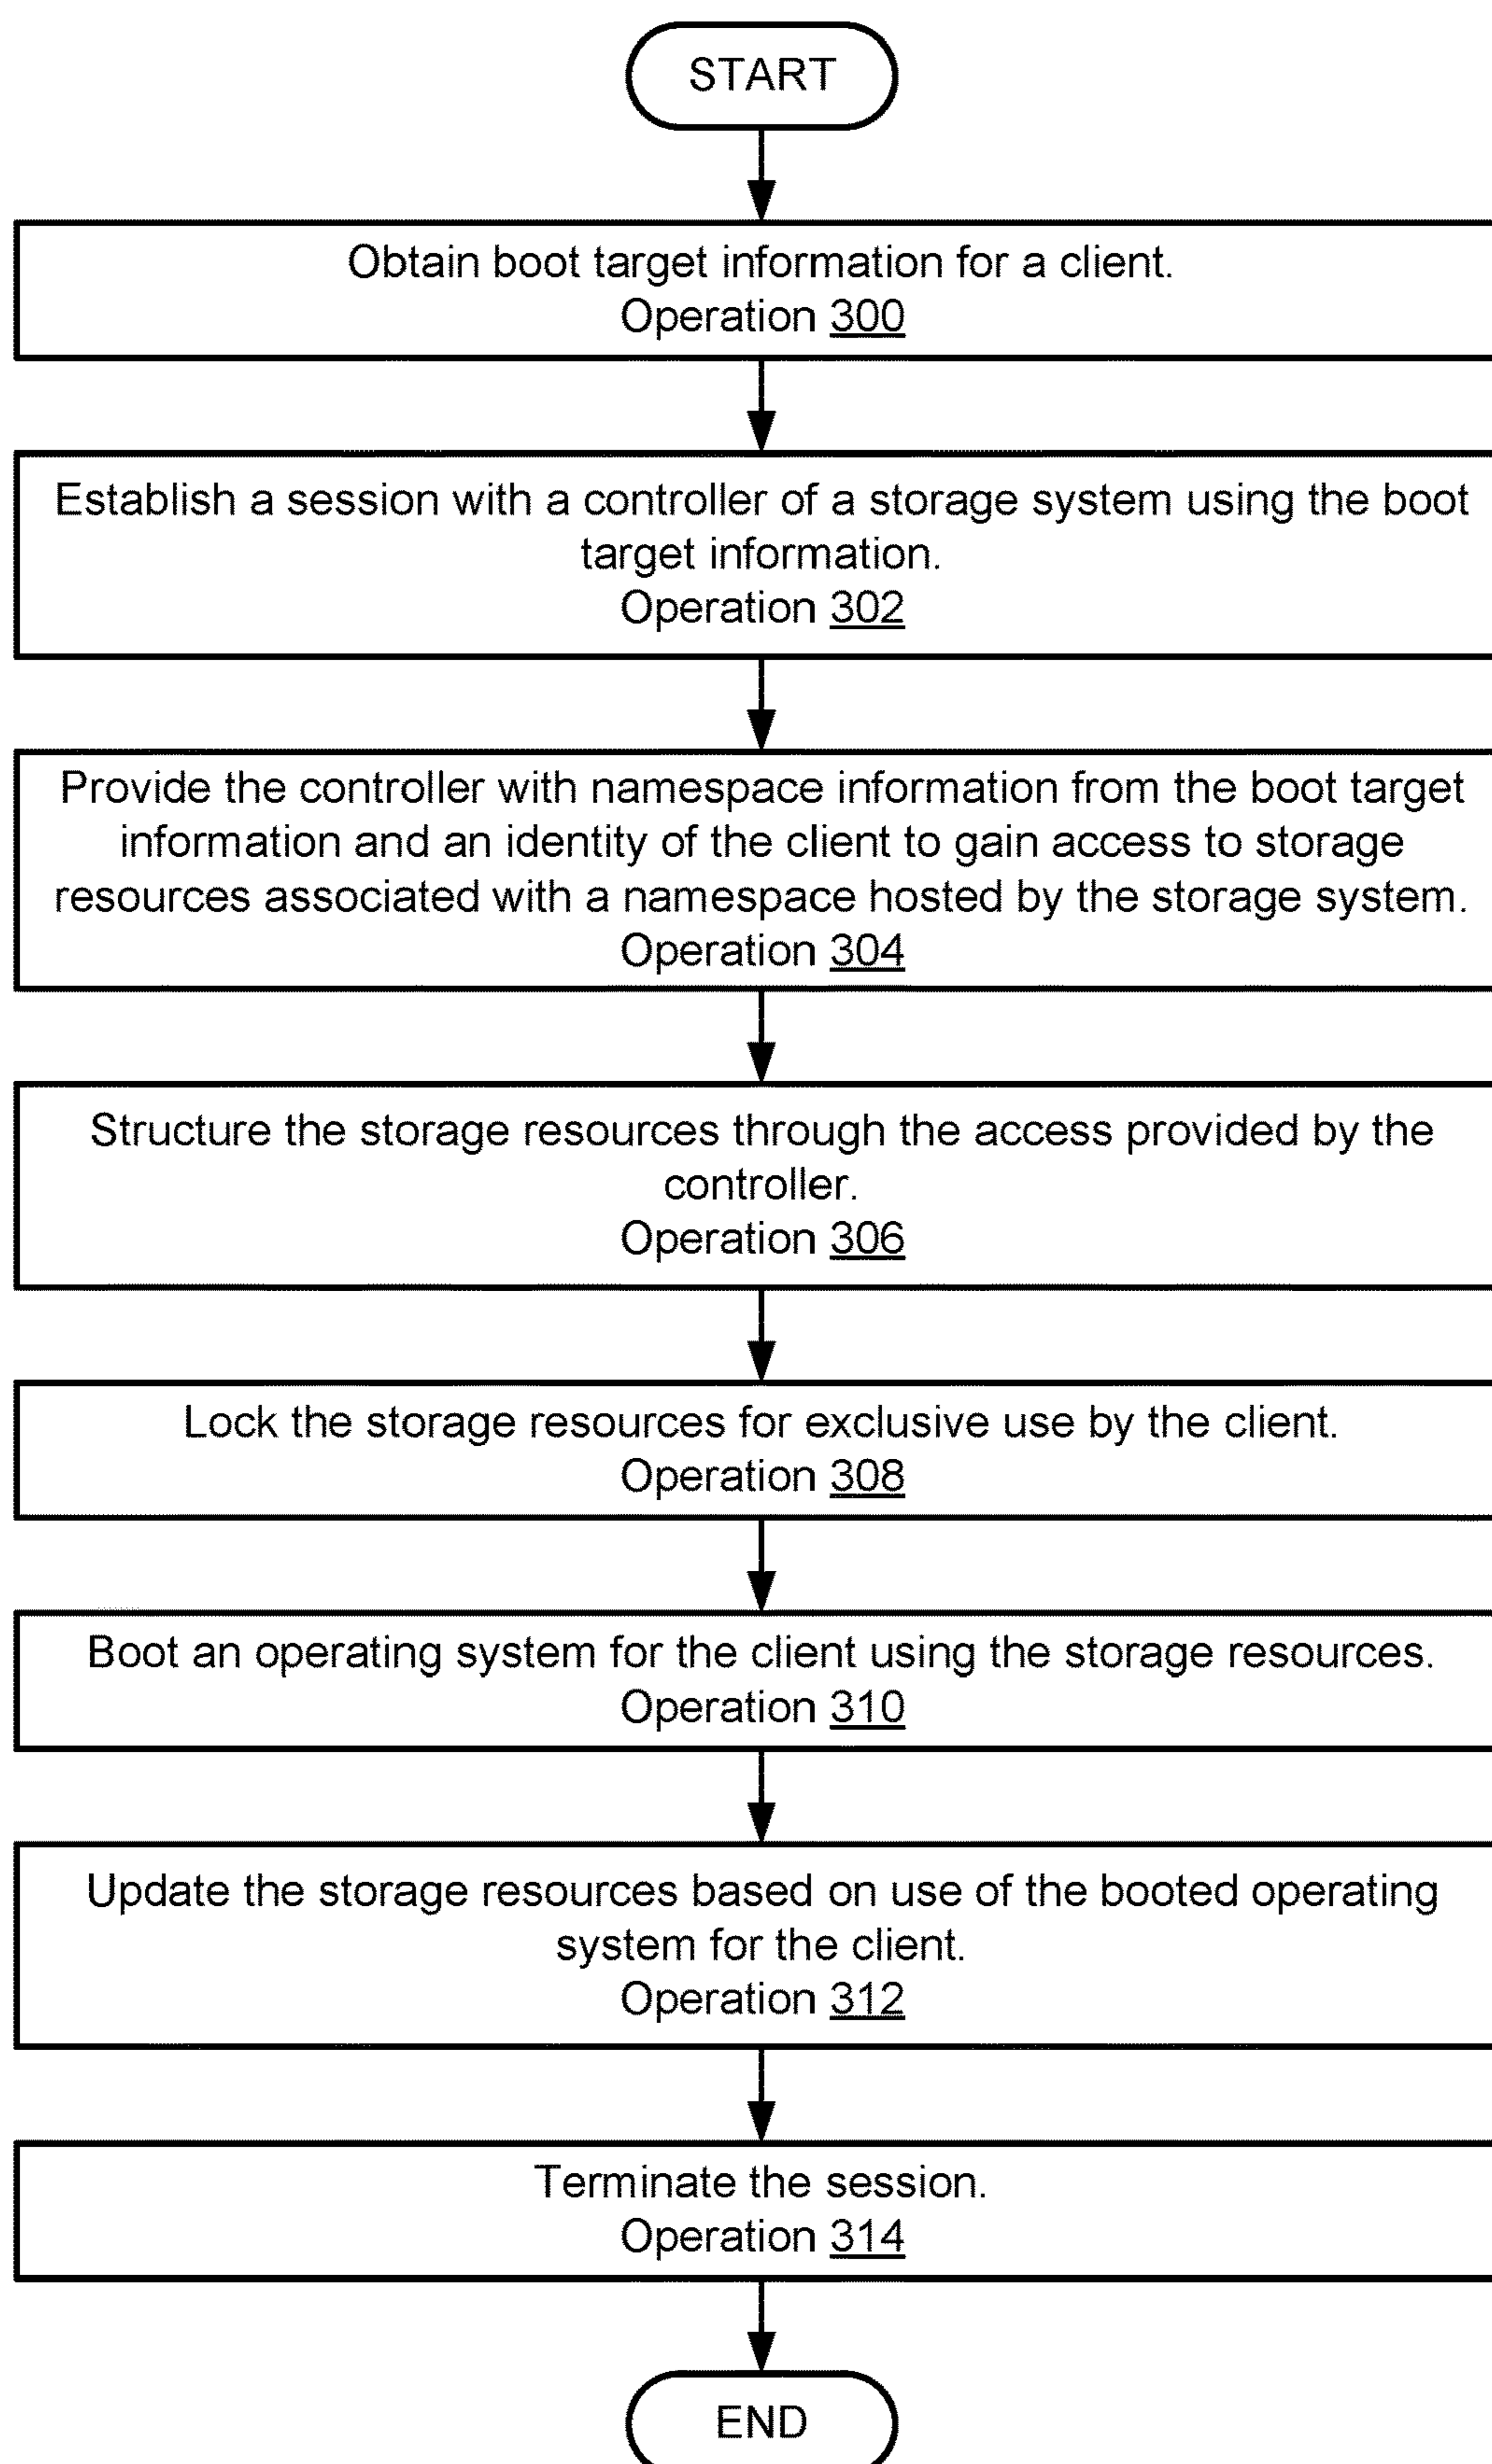 START
Obtain boot target information for a client.
Operation 300
Establish a session with a controller of a storage system using the boot
target information.
Operation 302
Provide the controller with namespace information from the boot target
information and an identity of the client to gain access to storage
resources associated with a namespace hosted by the storage system.
Operation 304
Structure the storage resources through the access provided by the
controller.
Operation 306
Lock the storage resources for exclusive use by the client.
Operation 308
Boot an operating system for the client using the storage resources.
Operation 310
Update the storage resources based on use of the booted operating
system for the client.
Operation 312
Terminate the session.
Operation 314
END